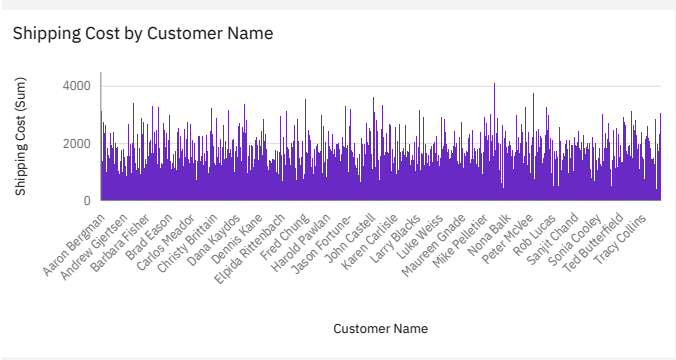 Shipping Cost by Customer Name
Shipping Cost (Sum)
4000
2000
0
Aaron Bergman
Andrew Gjertsen
Barbara Fisher
Brad Eason
Carlos Meador
Christy Brittain
Dana Kaydos
Dennis Kane
Elpida Rittenbach
Fred Chung
Harold Pawlan
Jason Fortune-
John Castell
Karen Carlisle
Larry Blacks
Luke Weiss
Maureen Gnade
Mike Pelletier
Nona Balk
Peter McVee
Rob Lucas
Sanjit Chand
Sonia Cooley
Ted Butterfield
Tracy Collins
Customer Name